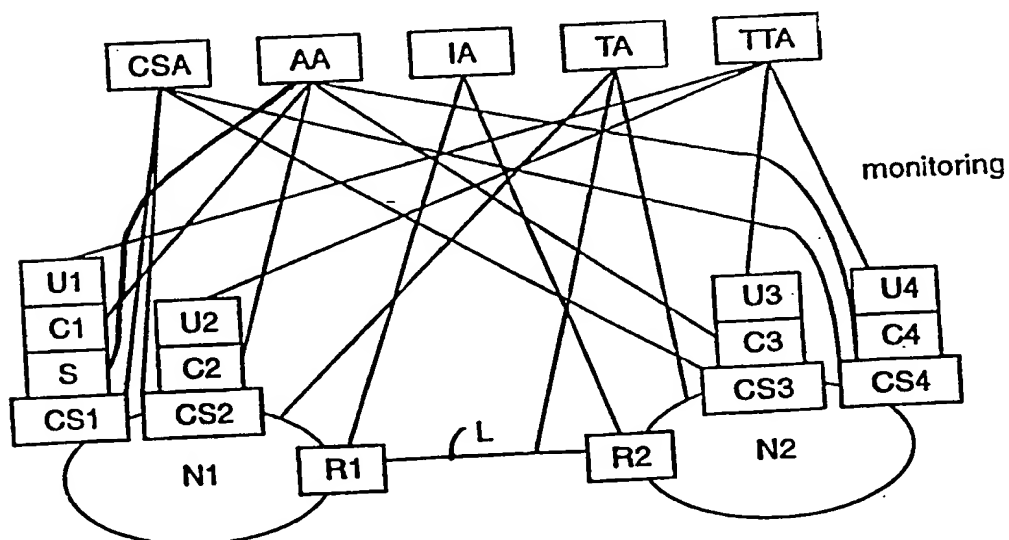 CSA
AA
IA
TA
TTA
monitoring
U1
C1
S
CS1
U2
C2
CS2
U3
C3
CS3
U4
C4
CS4
N1
R1
L
R2
N2